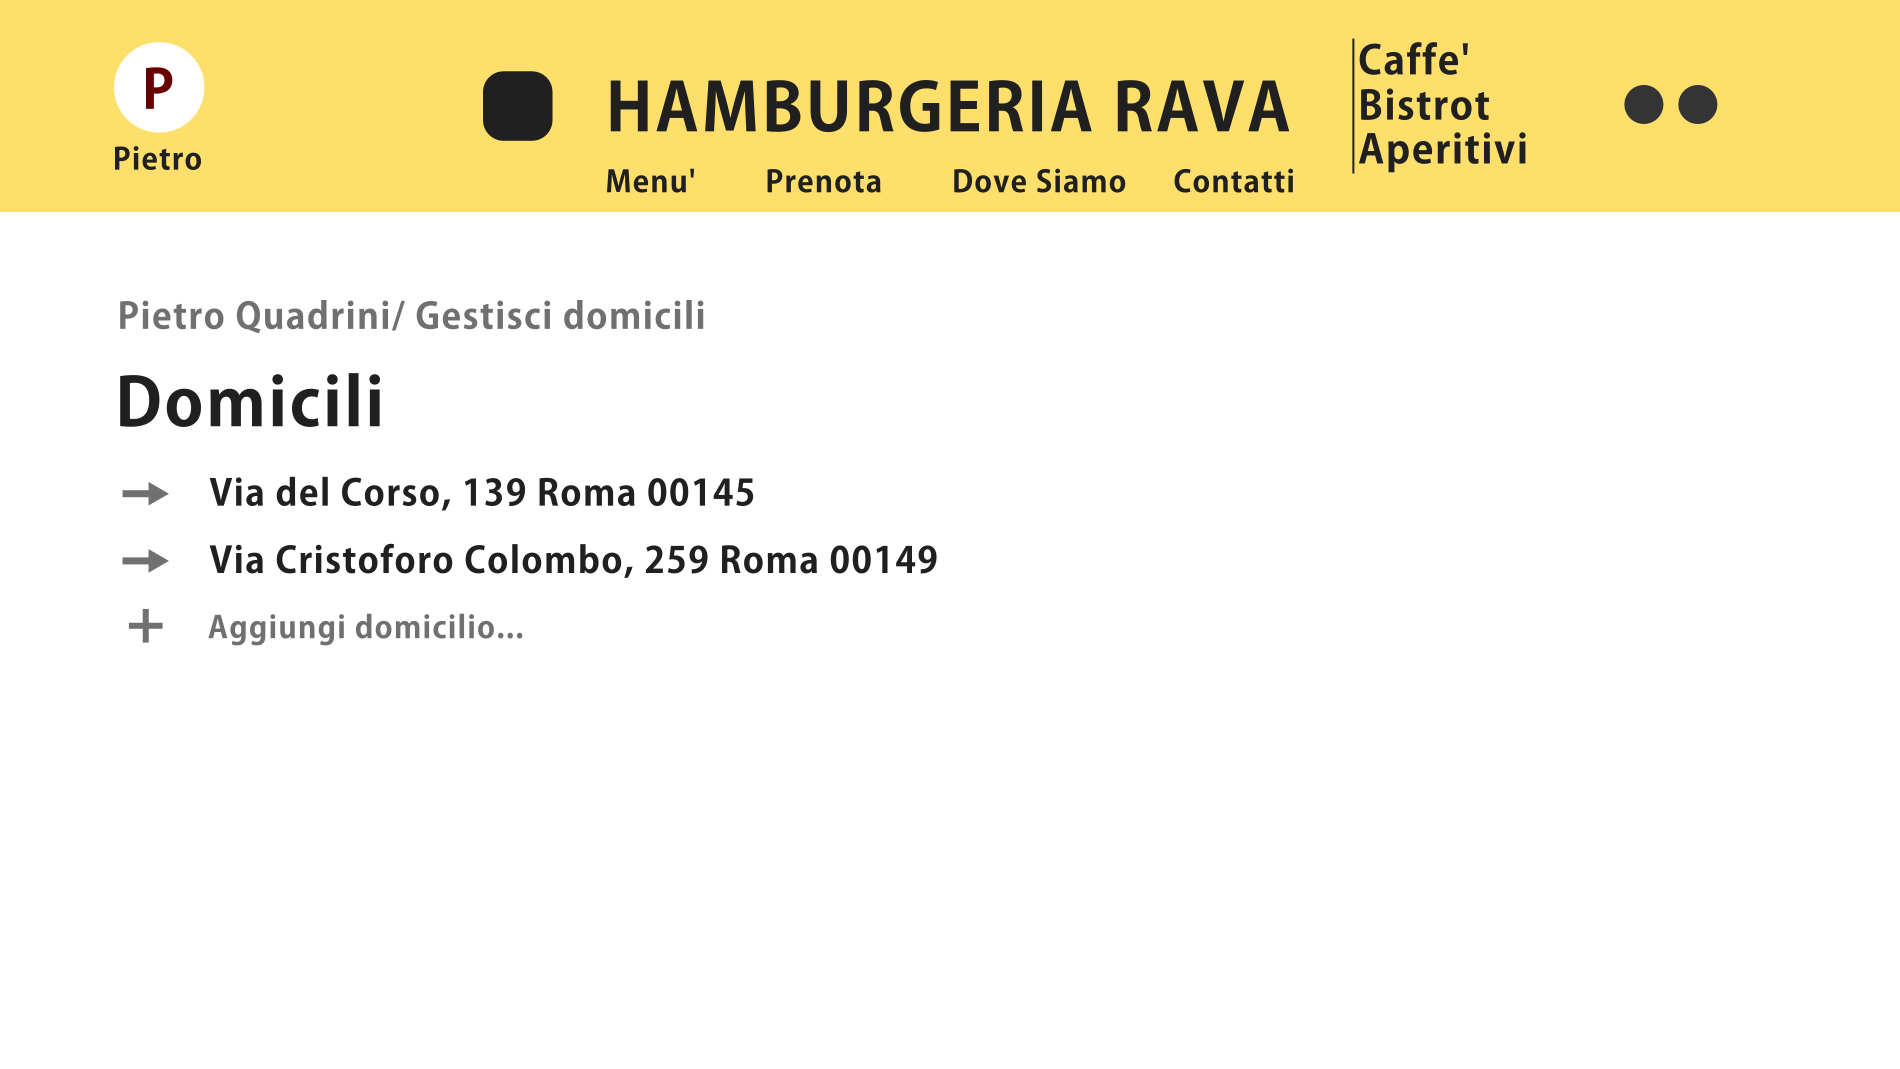 P
Pietro
HAMBURGERIA RAVA
Menu' Prenota Dove Siamo Contatti
Caffe'
Bistrot
Aperitivi
Pietro Quadrini/ Gestisci domicili
Domicili
Via del Corso, 139 Roma 00145
Via Cristoforo Colombo, 259 Roma 00149
Aggiungi domicilio...